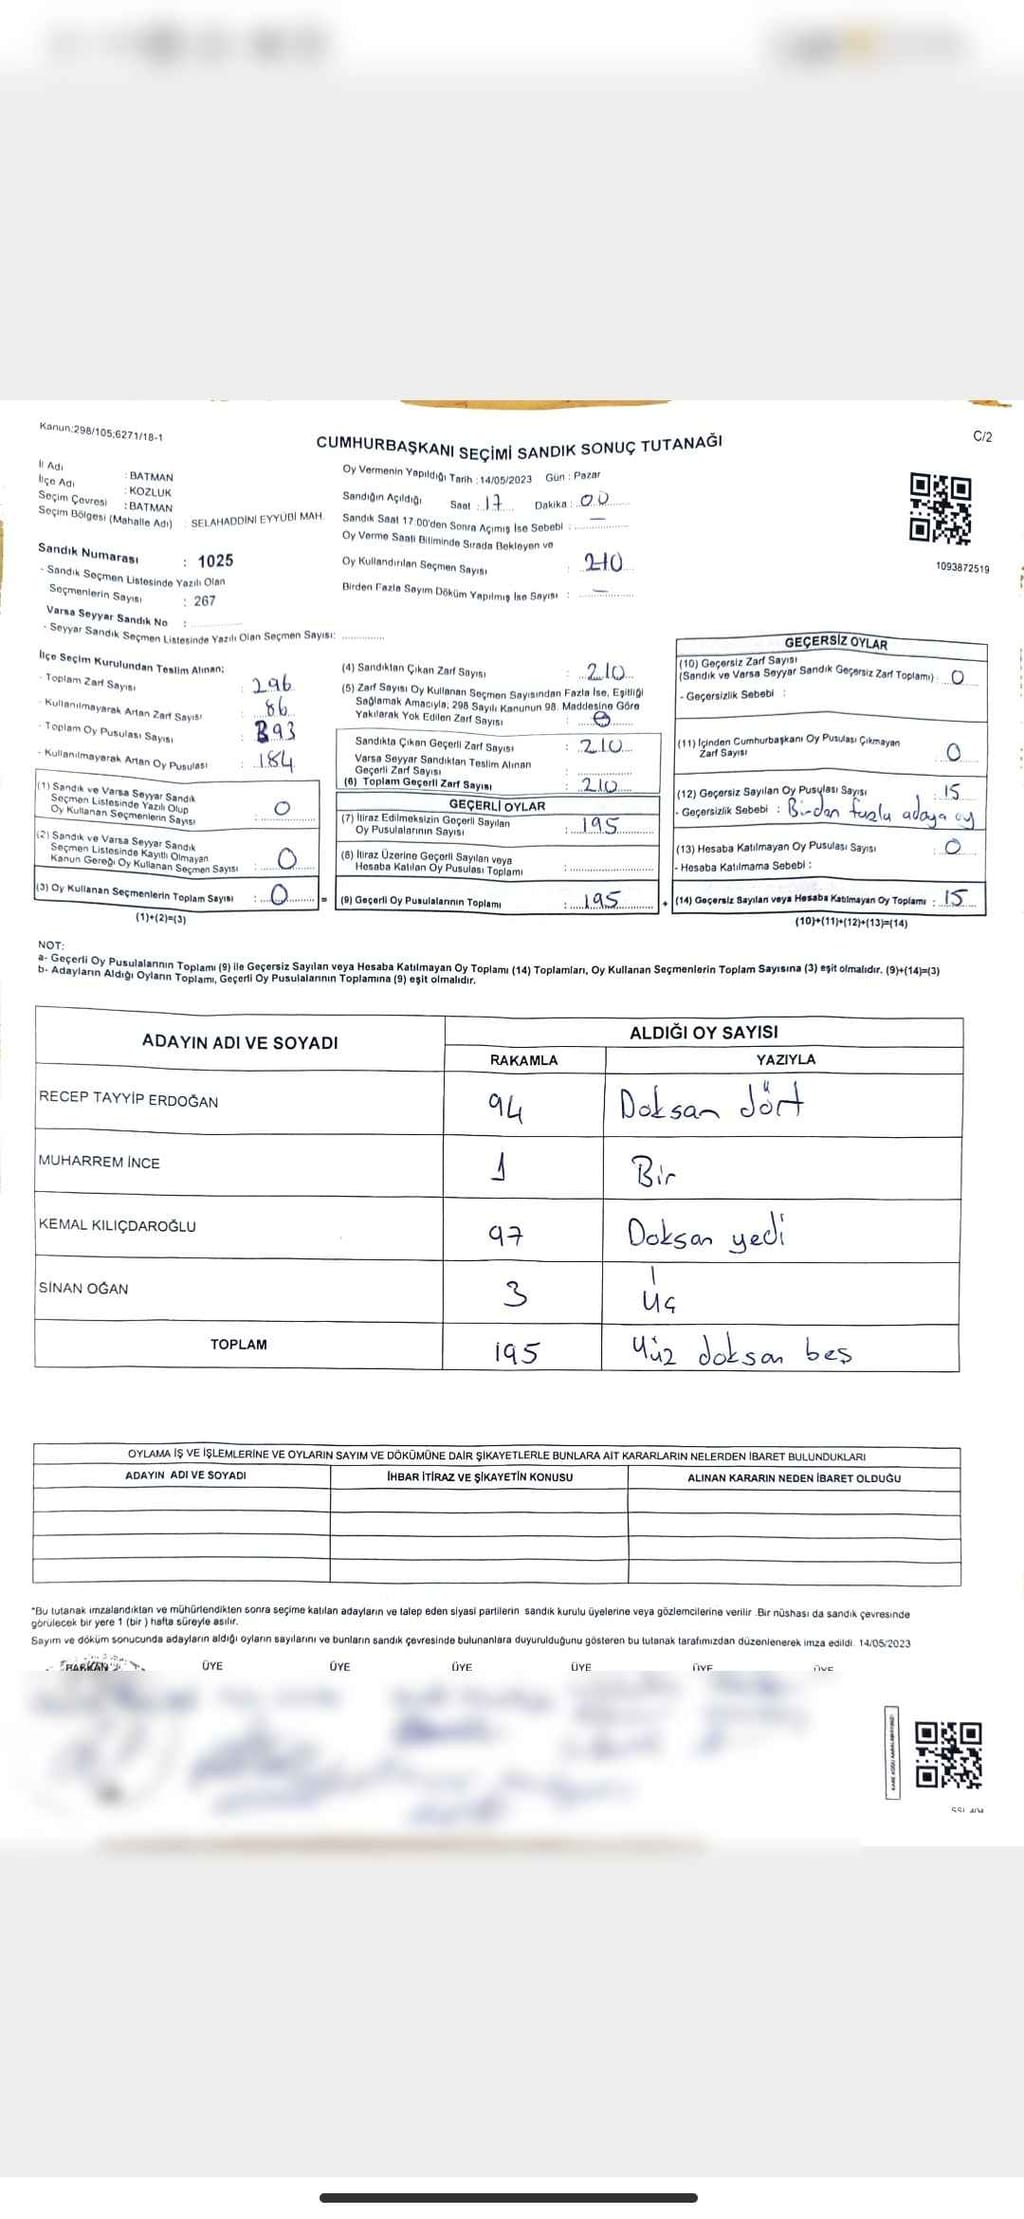 Kanun:298/105;6271/18-1
CUMHURBAŞKANI SEÇİMİ SANDIK SONUÇ TUTANAĞI
C/2
İl Adı : BATMAN
İlçe Adı : KOZLUK
Seçim Çevresi : BATMAN
Seçim Bölgesi (Mahalle Adı) : SELAHADDİNİ EYYUBİ MAH.
Sandık Numarası : 1025
- Sandık Seçmen Listesinde Yazılı Olan
Seçmenlerin Sayısı : 267
Varsa Seyyar Sandık No :
- Seyyar Sandık Seçmen Listesinde Yazılı Olan Seçmen Sayısı:
Oy Vermenin Yapıldığı Tarih : 14/05/2023 Gün : Pazar
Sandığın Açıldığı Saat : 17 Dakika : 00
Sandık Saat 17:00'den Sonra Açımış İse Sebebi : —
Oy Verme Saati Bitiminde Sırada Bekleyen ve
Oy Kullandırılan Seçmen Sayısı : 210
Birden Fazla Sayım Döküm Yapılmış İse Sayısı : —
1093872519
İlçe Seçim Kurulundan Teslim Alınan:
- Toplam Zarf Sayısı : 296
- Kullanılmayarak Artan Zarf Sayısı : 86
- Toplam Oy Pusulası Sayısı : 393
- Kullanılmayarak Artan Oy Pusulası : 184
(1) Sandık ve Varsa Seyyar Sandık
Seçmen Listesinde Yazılı Olup
Oy Kullanan Seçmenlerin Sayısı : 0
(2) Sandık ve Varsa Seyyar Sandık
Seçmen Listesinde Kayıtlı Olmayan
Kanun Gereği Oy Kullanan Seçmen Sayısı : 0
(3) Oy Kullanan Seçmenlerin Toplam Sayısı : 0 =
(1)+(2)=(3)
(4) Sandıktan Çıkan Zarf Sayısı : 210
(5) Zarf Sayısı Oy Kullanan Seçmen Sayısından Fazla İse, Eşitliği
Sağlamak Amacıyla, 298 Sayılı Kanunun 98. Maddesine Göre
Yakılarak Yok Edilen Zarf Sayısı : 0
Sandıkta Çıkan Geçerli Zarf Sayısı : 210
Varsa Seyyar Sandıktan Teslim Alınan
Geçerli Zarf Sayısı :
(6) Toplam Geçerli Zarf Sayısı : 210
GEÇERLİ OYLAR
(7) İtiraz Edilmeksizin Geçerli Sayılan
Oy Pusulalarının Sayısı : 195
(8) İtiraz Üzerine Geçerli Sayılan veya
Hesaba Katılan Oy Pusulası Toplamı :
(9) Geçerli Oy Pusulalarının Toplamı : 195 +
GEÇERSİZ OYLAR
(10) Geçersiz Zarf Sayısı
(Sandık ve Varsa Seyyar Sandık Geçersiz Zarf Toplamı) : 0
- Geçersizlik Sebebi :
(11) İçinden Cumhurbaşkanı Oy Pusulası Çıkmayan
Zarf Sayısı : 0
(12) Geçersiz Sayılan Oy Pusulası Sayısı : 15
- Geçersizlik Sebebi : Birden fazla adaya oy
(13) Hesaba Katılmayan Oy Pusulası Sayısı : 0
- Hesaba Katılmama Sebebi :
(14) Geçersiz Sayılan veya Hesaba Katılmayan Oy Toplamı : 15
(10)+(11)+(12)+(13)=(14)
NOT:
a- Geçerli Oy Pusulalarının Toplamı (9) ile Geçersiz Sayılan veya Hesaba Katılmayan Oy Toplamı (14) Toplamları, Oy Kullanan Seçmenlerin Toplam Sayısına (3) eşit olmalıdır. (9)+(14)=(3)
b- Adayların Aldığı Oyların Toplamı, Geçerli Oy Pusulalarının Toplamına (9) eşit olmalıdır.
ADAYIN ADI VE SOYADI
ALDIĞI OY SAYISI
RAKAMLA YAZIYLA
RECEP TAYYİP ERDOĞAN 94 Doksan dört
MUHARREM İNCE 1 Bir
KEMAL KILIÇDAROĞLU 97 Doksan yedi
SİNAN OĞAN 3 Üç
TOPLAM 195 Yüz doksan beş
OYLAMA İŞ VE İŞLEMLERİNE VE OYLARIN SAYIM VE DÖKÜMÜNE DAİR ŞİKAYETLERLE BUNLARA AİT KARARLARIN NELERDEN İBARET BULUNDUKLARI
ADAYIN ADI VE SOYADI İHBAR İTİRAZ VE ŞİKAYETİN KONUSU ALINAN KARARIN NEDEN İBARET OLDUĞU
*Bu tutanak imzalandıktan ve mühürlendikten sonra seçime katılan adayların ve talep eden siyasi partilerin sandık kurulu üyelerine veya gözlemcilerine verilir. Bir nüshası da sandık çevresinde
görülecek bir yere 1 (bir ) hafta süreyle asılır.
Sayım ve döküm sonucunda adayların aldığı oyların sayılarını ve bunların sandık çevresinde bulunanlara duyurulduğunu gösteren bu tutanak tarafımızdan düzenlenerek imza edildi. 14/05/2023
BAŞKAN ÜYE ÜYE ÜYE ÜYE ÜYE ÜYE